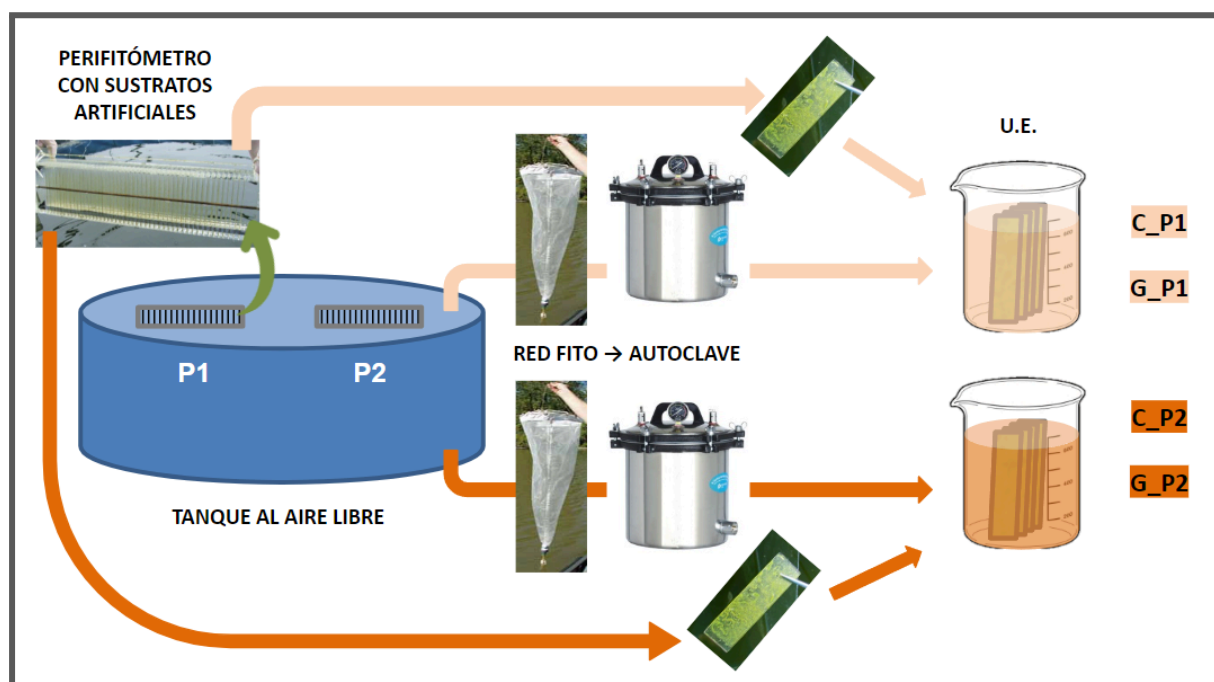 PERIFITÓMETRO
CON SUSTRATOS
ARTIFICIALES
U.E.
C_P1
G_P1
P1
P2
RED FITO → AUTOCLAVE
C_P2
G_P2
TANQUE AL AIRE LIBRE